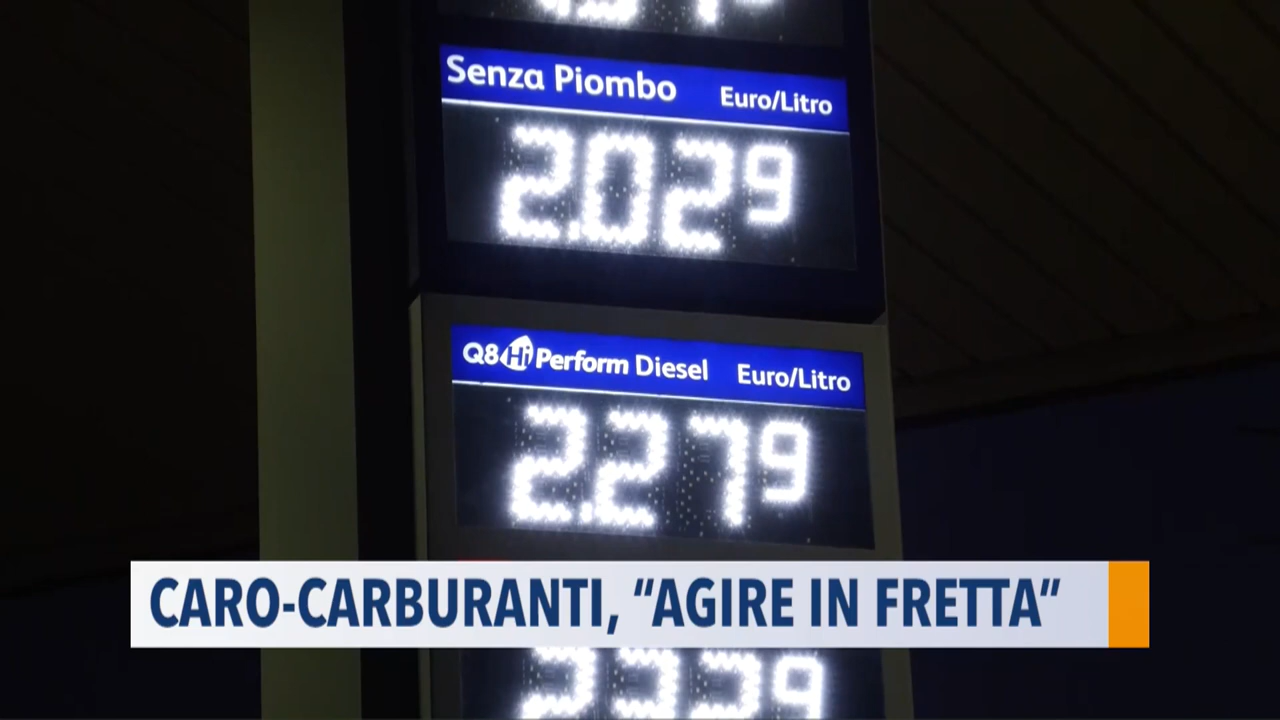 Senza Piombo Euro/Litro
2.029
Q8 Hi Perform Diesel Euro/Litro
2.279
CARO-CARBURANTI, “AGIRE IN FRETTA”